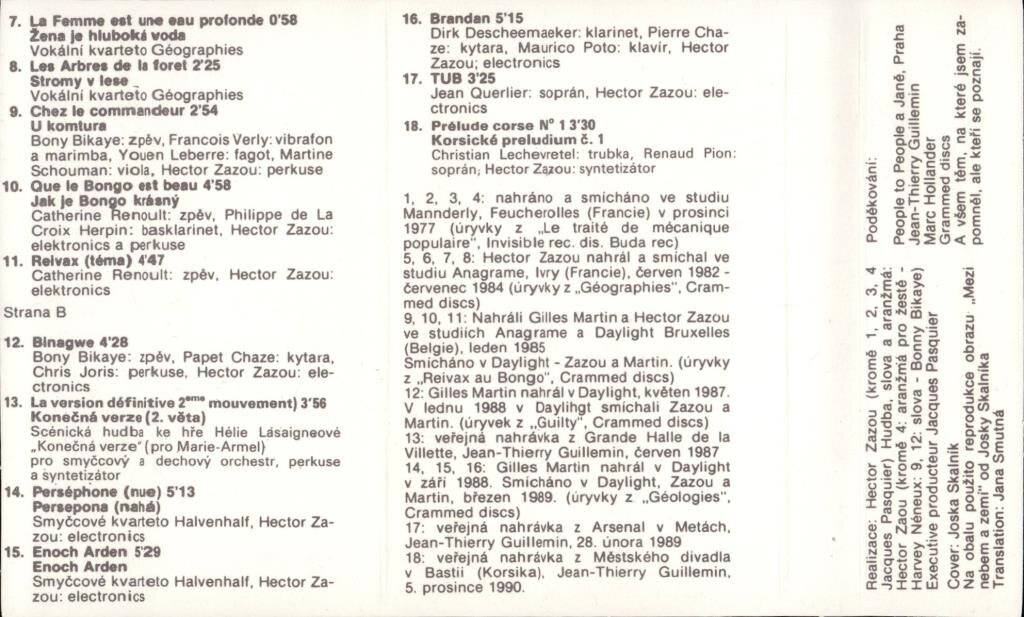 7. La Femme est une eau profonde 0'58
Žena je hluboká voda
Vokální kvarteto Géographies
8. Les Arbres de la foret 2'25
Stromy v lese
Vokální kvarteto Géographies
9. Chez le commandeur 2'54
U komtura
Bony Bikaye: zpěv, Francois Verly: vibrafon
a marimba, Youen Leberre: fagot, Martine
Schouman: viola, Hector Zazou: perkuse
10. Que le Bongo est beau 4'58
Jak je Bongo krásný
Catherine Renoult: zpěv, Philippe de La
Croix Herpin: basklarinet, Hector Zazou:
elektronics a perkuse
11. Reivax (téma) 4'47
Catherine Renoult: zpěv, Hector Zazou:
elektronics
Strana B
12. Binagwe 4'28
Bony Bikaye: zpěv, Papet Chaze: kytara,
Chris Joris: perkuse, Hector Zazou: ele-
ctronics
13. La version définitive 2eme mouvement) 3'56
Konečná verze (2. věta)
Scénická hudba ke hře Hélie Lasaigneové
„Konečná verze" (pro Marie-Armel)
pro smyčcový a dechový orchestr, perkuse
a syntetizátor
14. Perséphone (nue) 5'13
Persepona (nahá)
Smyčcové kvarteto Halvenhalf, Hector Za-
zou: electronics
15. Enoch Arden 5'29
Enoch Arden
Smyčcové kvarteto Halvenhalf, Hector Za-
zou: electronics
16. Brandan 5'15
Dirk Descheemaeker: klarinet, Pierre Cha-
ze: kytara, Maurico Poto: klavír, Hector
Zazou; electronics
17. TUB 3'25
Jean Querlier: soprán, Hector Zazou: ele-
ctronics
18. Prélude corse N° 1 3'30
Korsické preludium č. 1
Christian Lechevretel: trubka, Renaud Pion:
soprán; Hector Zazou: syntetizátor
1, 2, 3, 4: nahráno a smícháno ve studiu
Mannderly, Feucherolles (Francie) v prosinci
1977 (úryvky z „Le traité de mécanique
populaire", Invisible rec. dis. Buda rec)
5, 6, 7, 8: Hector Zazou nahrál a smíchal ve
studiu Anagrame, Ivry (Francie), červen 1982 -
červenec 1984 (úryvky z „Géographies", Cram-
med discs)
9, 10, 11: Nahráli Gilles Martin a Hector Zazou
ve studiích Anagrame a Daylight Bruxelles
(Belgie), leden 1985
Smícháno v Daylight - Zazou a Martin. (úryvky
z „Reivax au Bongo", Crammed discs)
12: Gilles Martin nahrál v Daylight, květen 1987.
V lednu 1988 v Daylihgt smíchali Zazou a
Martin. (úryvek z „Guilty", Crammed discs)
13: veřejná nahrávka z Grande Halle de la
Villette, Jean-Thierry Guillemin, červen 1987
14, 15, 16: Gilles Martin nahrál v Daylight
v září 1988. Smícháno v Daylight, Zazou a
Martin, březen 1989. (úryvky z „Géologies",
Crammed discs)
17: veřejná nahrávka z Arsenal v Metách,
Jean-Thierry Guillemin, 28. února 1989
18: veřejná nahrávka z Městského divadla
v Bastii (Korsika), Jean-Thierry Guillemin,
5. prosince 1990.
Realizace: Hector Zazou (kromě 1, 2, 3, 4
Jacques Pasquier) Hudba, slova a aranžmá:
Hector Zaou (kromě 4: aranžmá pro žestě -
Harvey Néneux: 9, 12: slova - Bonny Bikaye)
Executive producteur Jacques Pasquier
Cover: Joska Skalník
Na obalu použito reprodukce obrazu: „Mezi
nebem a zemí" od Josky Skalníka
Translation: Jana Smutná
Poděkování:
People to People a Janě, Praha
Jean-Thierry Guillemin
Marc Hollander
Grammed discs
A všem těm, na které jsem za-
pomněl, ale kteří se poznají.